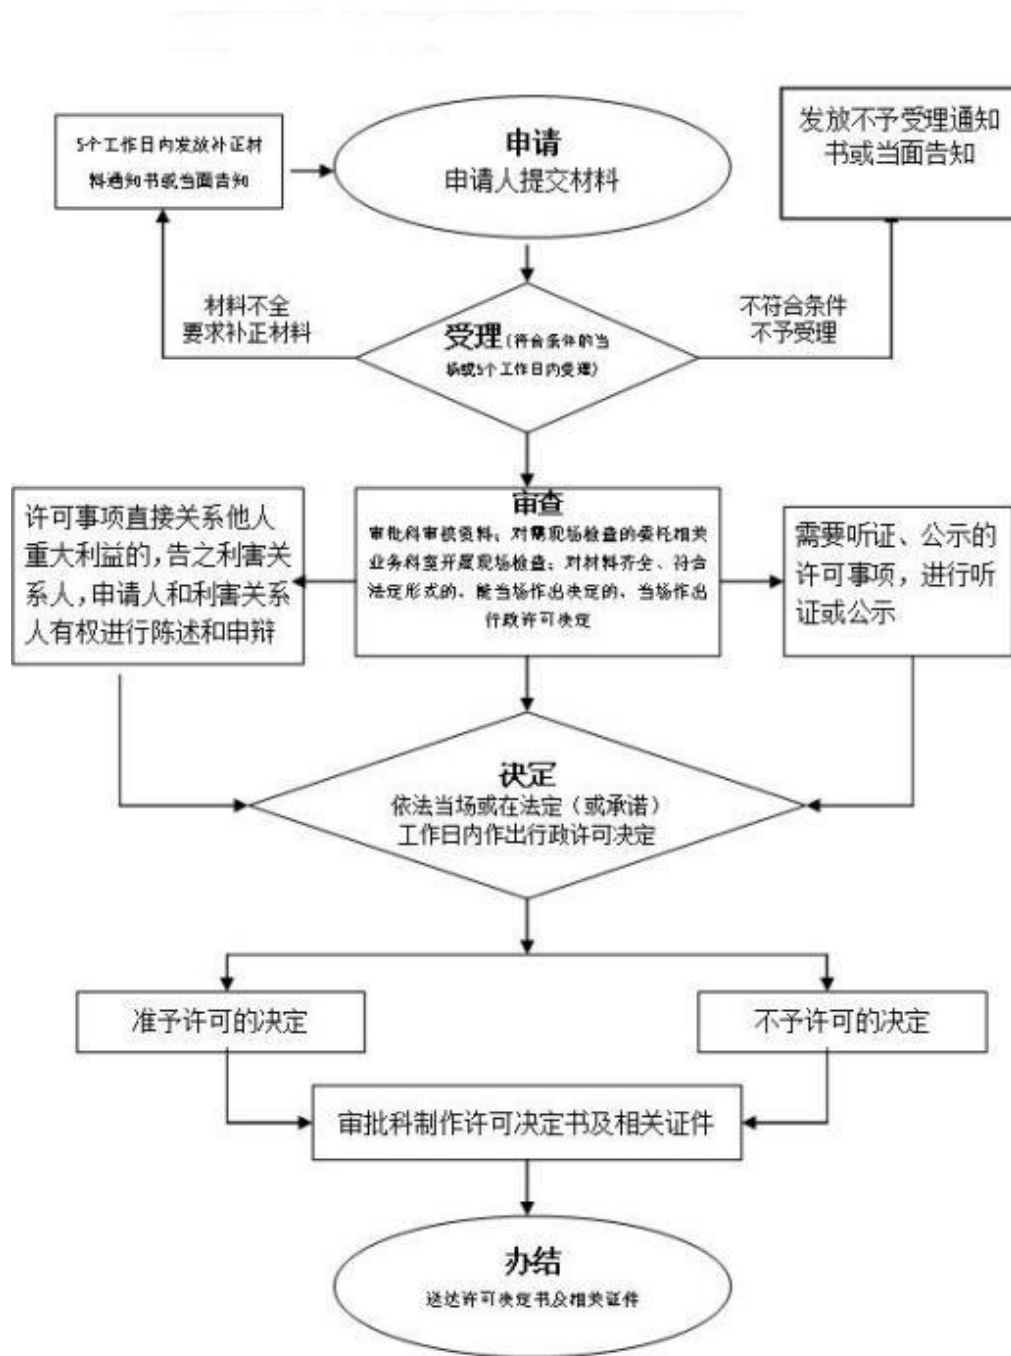 5个工作日内发放补正材
料通知书或当面告知
申请
申请人提交材料
发放不予受理通知
书或当面告知
材料不全
要求补正材料
受理(符合条件的当
场或5个工作日内受理)
不符合条件
不予受理
许可事项直接关系他人
重大利益的，告之利害关
系人，申请人和利害关系
人有权进行陈述和申辩
审查
审批科审核资料；对需现场检查的委托相关
业务科室开展现场检查；对材料齐全、符合
法定形式的、能当场作出决定的、当场作出
行政许可决定
需要听证、公示的
许可事项，进行听
证或公示
决定
依法当场或在法定（或承诺）
工作日内作出行政许可决定
准予许可的决定
不予许可的决定
审批科制作许可决定书及相关证件
办结
送达许可决定书及相关证件